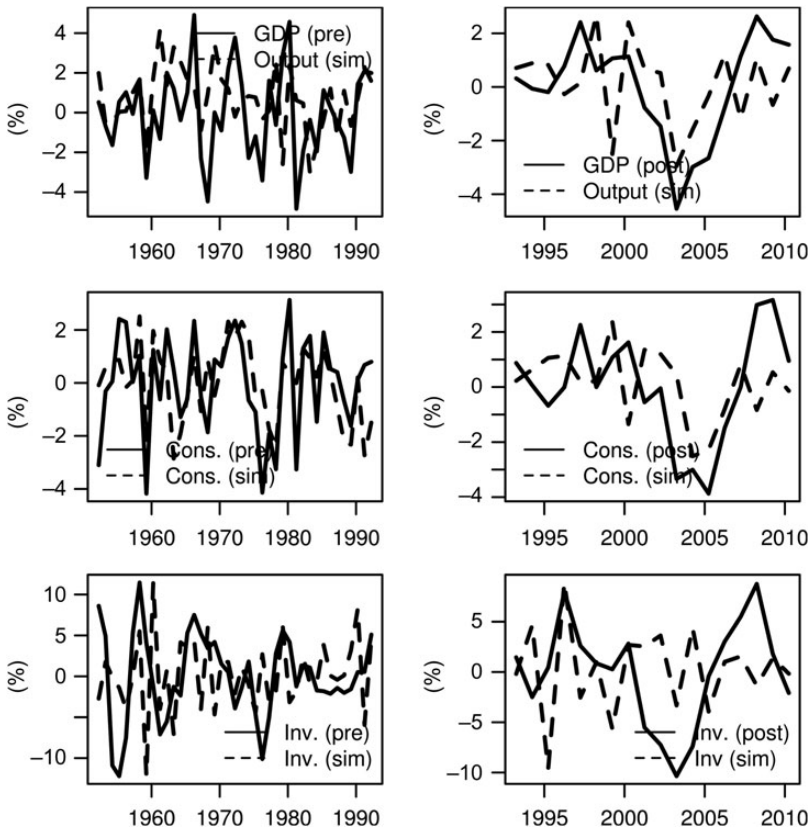 4
2
0
−2
−4
(%)
GDP (pre)
Output (sim)
1960 1970 1980 1990
2
0
−2
−4
(%)
GDP (post)
Output (sim)
1995 2000 2005 2010
2
0
−2
−4
(%)
Cons. (pre)
Cons. (sim)
1960 1970 1980 1990
2
0
−2
−4
(%)
Cons. (post)
Cons. (sim)
1995 2000 2005 2010
10
5
0
−10
(%)
Inv. (pre)
Inv. (sim)
1960 1970 1980 1990
5
0
−5
−10
(%)
Inv. (post)
Inv (sim)
1995 2000 2005 2010